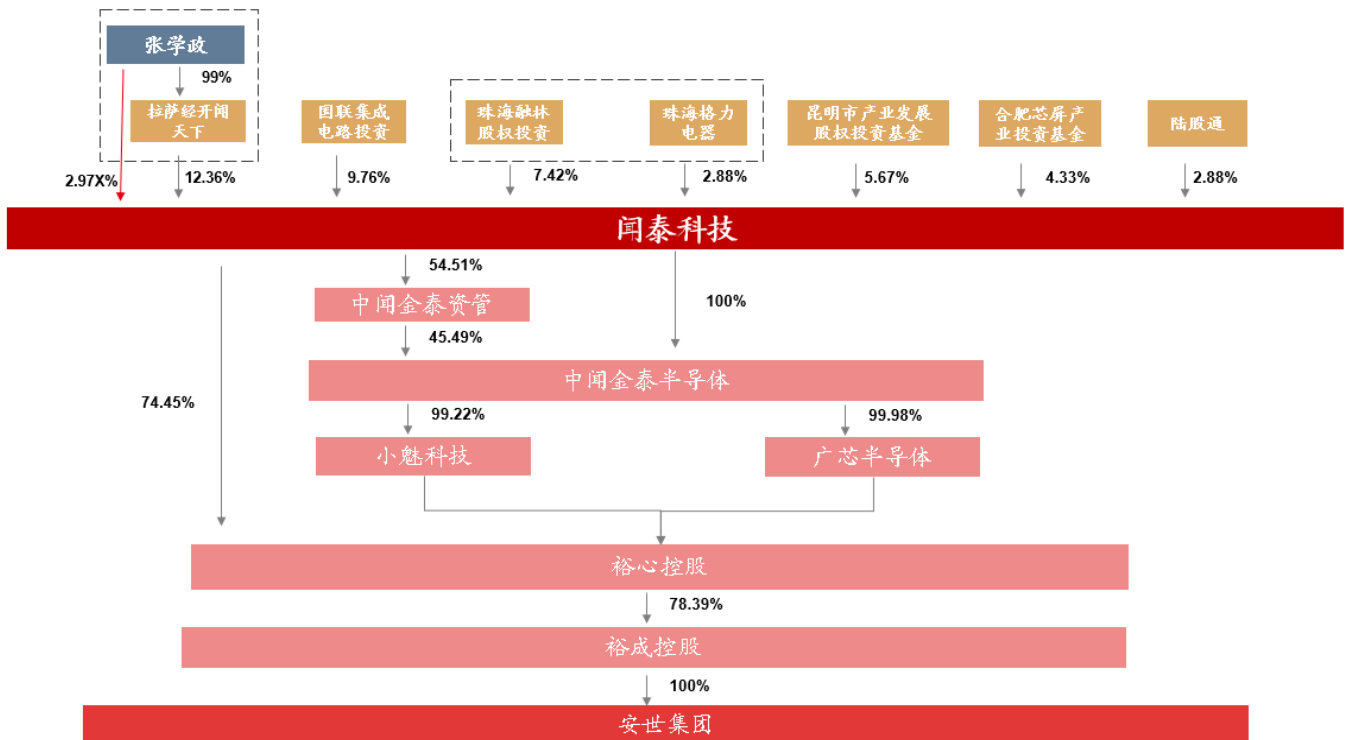 张学政
99%
拉萨经开闻
天下
国联集成
电路投资
珠海融林
股权投资
珠海格力
电器
昆明市产业发展
股权投资基金
合肥芯屏产
业投资基金
陆股通
2.97X%
12.36%
9.76%
7.42%
2.88%
5.67%
4.33%
2.88%
闻泰科技
54.51%
中闻金泰资管
100%
45.49%
中闻金泰半导体
74.45%
99.22%
99.98%
小魅科技
广芯半导体
裕心控股
78.39%
裕成控股
100%
安世集团